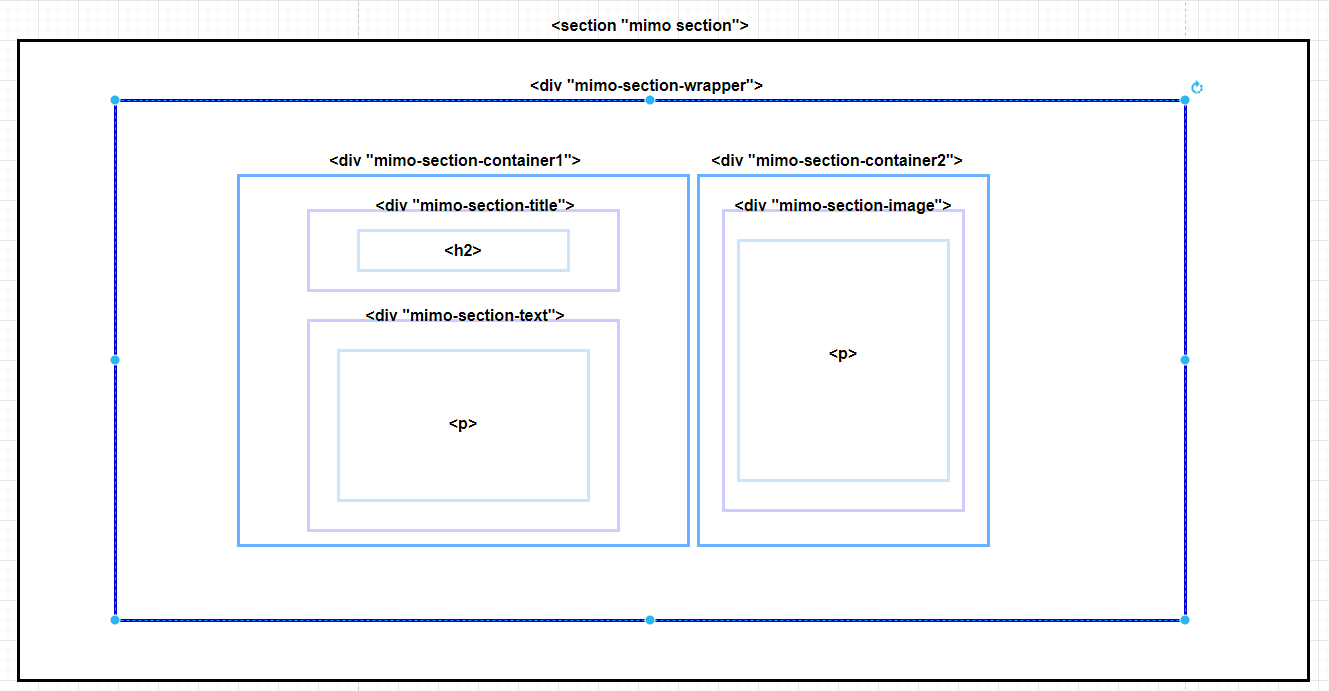 <section "mimo section">
<div "mimo-section-wrapper">
<div "mimo-section-container1">
<div "mimo-section-container2">
<div "mimo-section-title">
<div "mimo-section-image">
<h2>
<div "mimo-section-text">
<p>
<p>